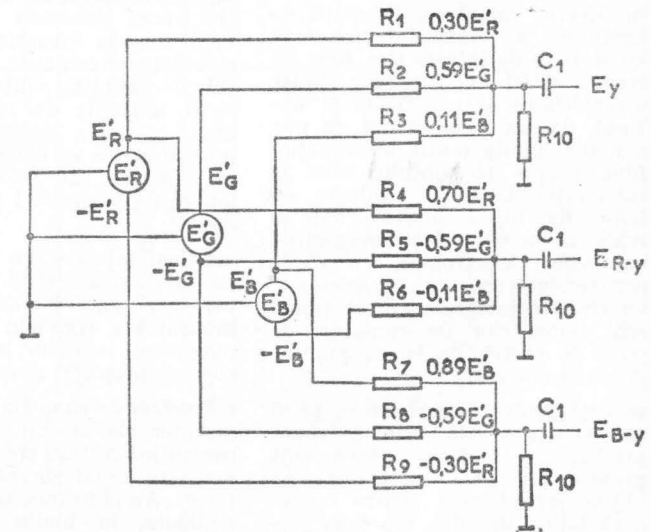 R1 0,30E'R
R2 0,59E'G
C1
Ey
R3 0,11E'B
R10
E'R
E'G
E'R
-E'R
R4 0,70E'R
E'G
R5 -0,59E'G
C1
ER-y
-E'G
E'B
R6 -0,11E'B
R10
E'B
-E'B
R7 0,89E'B
C1
R8 -0,59E'G
EB-y
R9 -0,30E'R
R10